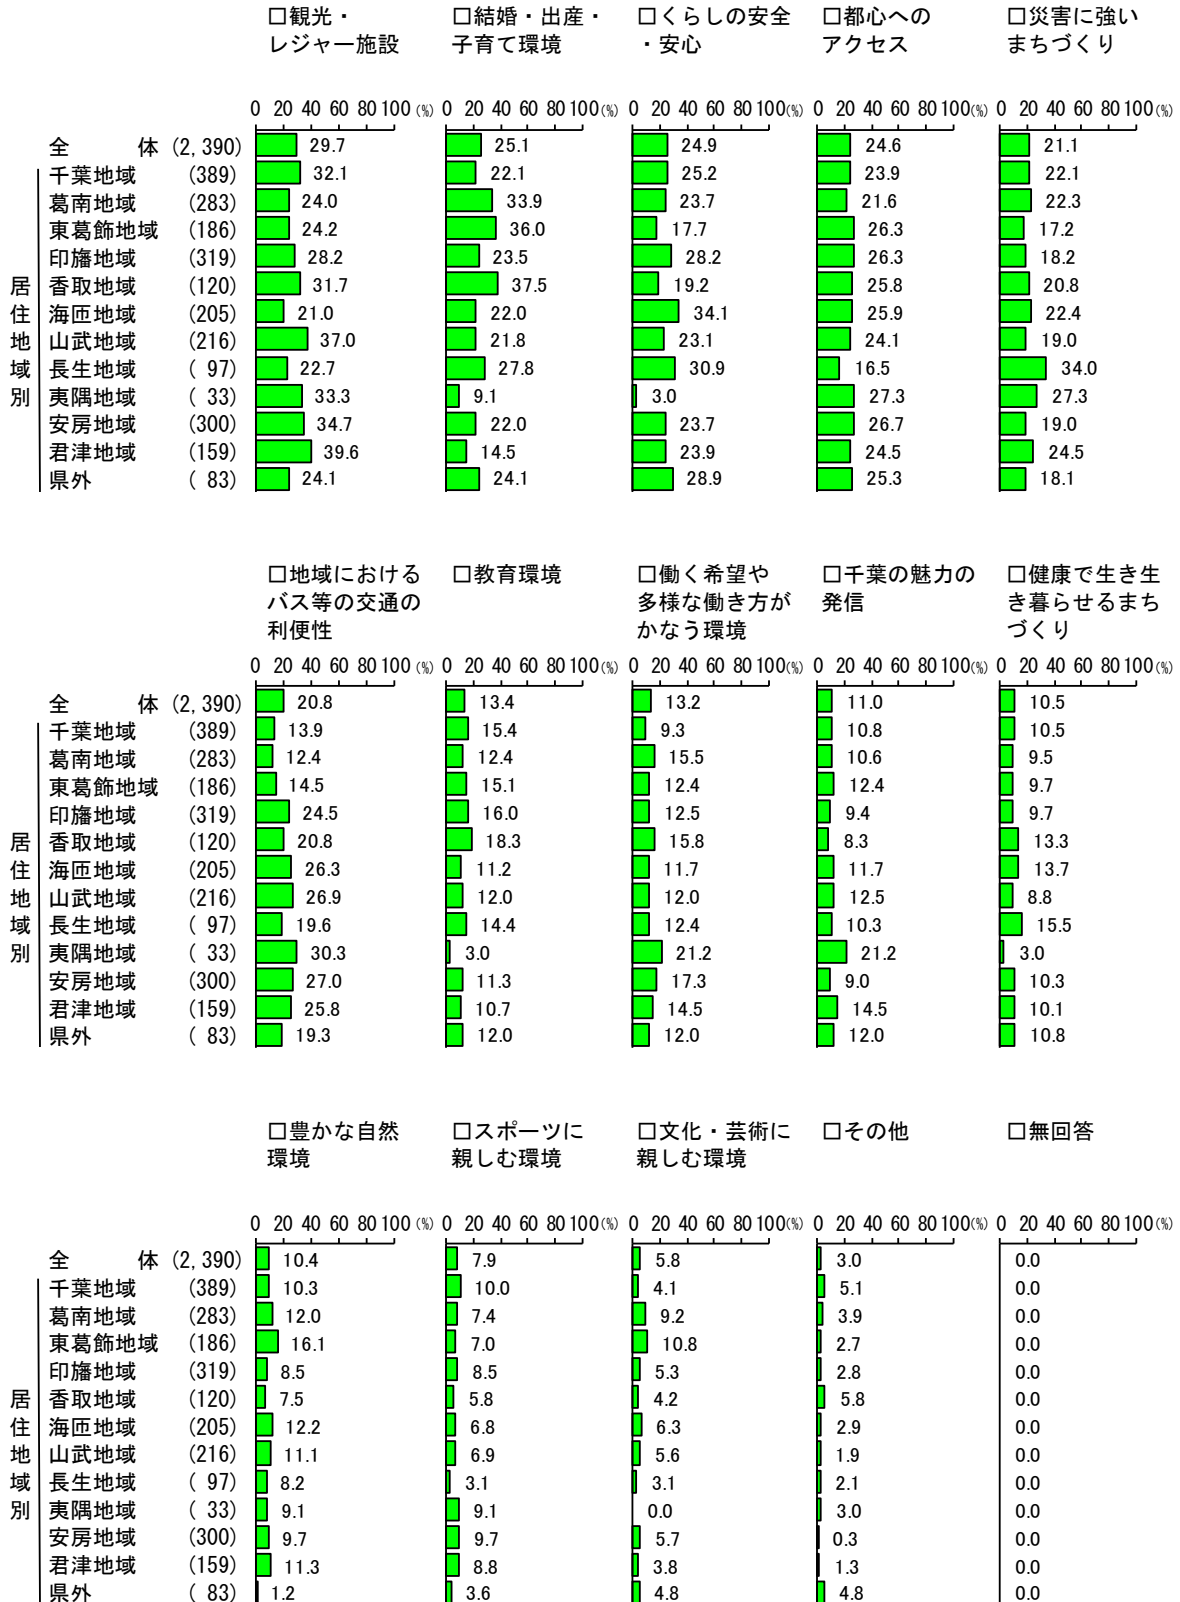 □観光・ □結婚・出産・ □くらしの安全 □都心への □災害に強い
レジャー施設 子育て環境 ・安心 アクセス まちづくり
0 20 40 60 80 100(%) 0 20 40 60 80 100(%) 0 20 40 60 80 100(%) 0 20 40 60 80 100(%) 0 20 40 60 80 100(%)
全 体 (2,390) 29.7 25.1 24.9 24.6 21.1
千葉地域 (389) 32.1 22.1 25.2 23.9 22.1
葛南地域 (283) 24.0 33.9 23.7 21.6 22.3
東葛飾地域 (186) 24.2 36.0 17.7 26.3 17.2
印旛地域 (319) 28.2 23.5 28.2 26.3 18.2
居 香取地域 (120) 31.7 37.5 19.2 25.8 20.8
住 海匝地域 (205) 21.0 22.0 34.1 25.9 22.4
地 山武地域 (216) 37.0 21.8 23.1 24.1 19.0
域 長生地域 ( 97) 22.7 27.8 30.9 16.5 34.0
別 夷隅地域 ( 33) 33.3 9.1 3.0 27.3 27.3
安房地域 (300) 34.7 22.0 23.7 26.7 19.0
君津地域 (159) 39.6 14.5 23.9 24.5 24.5
県外 ( 83) 24.1 24.1 28.9 25.3 18.1
□地域における □教育環境 □働く希望や □千葉の魅力の □健康で生き生
バス等の交通の 多様な働き方が 発信 き暮らせるまち
利便性 かなう環境 づくり
0 20 40 60 80 100(%) 0 20 40 60 80 100(%) 0 20 40 60 80 100(%) 0 20 40 60 80 100(%) 0 20 40 60 80 100(%)
全 体 (2,390) 20.8 13.4 13.2 11.0 10.5
千葉地域 (389) 13.9 15.4 9.3 10.8 10.5
葛南地域 (283) 12.4 12.4 15.5 10.6 9.5
東葛飾地域 (186) 14.5 15.1 12.4 12.4 9.7
印旛地域 (319) 24.5 16.0 12.5 9.4 9.7
居 香取地域 (120) 20.8 18.3 15.8 8.3 13.3
住 海匝地域 (205) 26.3 11.2 11.7 11.7 13.7
地 山武地域 (216) 26.9 12.0 12.0 12.5 8.8
域 長生地域 ( 97) 19.6 14.4 12.4 10.3 15.5
別 夷隅地域 ( 33) 30.3 3.0 21.2 21.2 3.0
安房地域 (300) 27.0 11.3 17.3 9.0 10.3
君津地域 (159) 25.8 10.7 14.5 14.5 10.1
県外 ( 83) 19.3 12.0 12.0 12.0 10.8
□豊かな自然 □スポーツに □文化・芸術に □その他 □無回答
環境 親しむ環境 親しむ環境
0 20 40 60 80 100(%) 0 20 40 60 80 100(%) 0 20 40 60 80 100(%) 0 20 40 60 80 100(%) 0 20 40 60 80 100(%)
全 体 (2,390) 10.4 7.9 5.8 3.0 0.0
千葉地域 (389) 10.3 10.0 4.1 5.1 0.0
葛南地域 (283) 12.0 7.4 9.2 3.9 0.0
東葛飾地域 (186) 16.1 7.0 10.8 2.7 0.0
印旛地域 (319) 8.5 8.5 5.3 2.8 0.0
居 香取地域 (120) 7.5 5.8 4.2 5.8 0.0
住 海匝地域 (205) 12.2 6.8 6.3 2.9 0.0
地 山武地域 (216) 11.1 6.9 5.6 1.9 0.0
域 長生地域 ( 97) 8.2 3.1 3.1 2.1 0.0
別 夷隅地域 ( 33) 9.1 9.1 0.0 3.0 0.0
安房地域 (300) 9.7 9.7 5.7 0.3 0.0
君津地域 (159) 11.3 8.8 3.8 1.3 0.0
県外 ( 83) 1.2 3.6 4.8 4.8 0.0